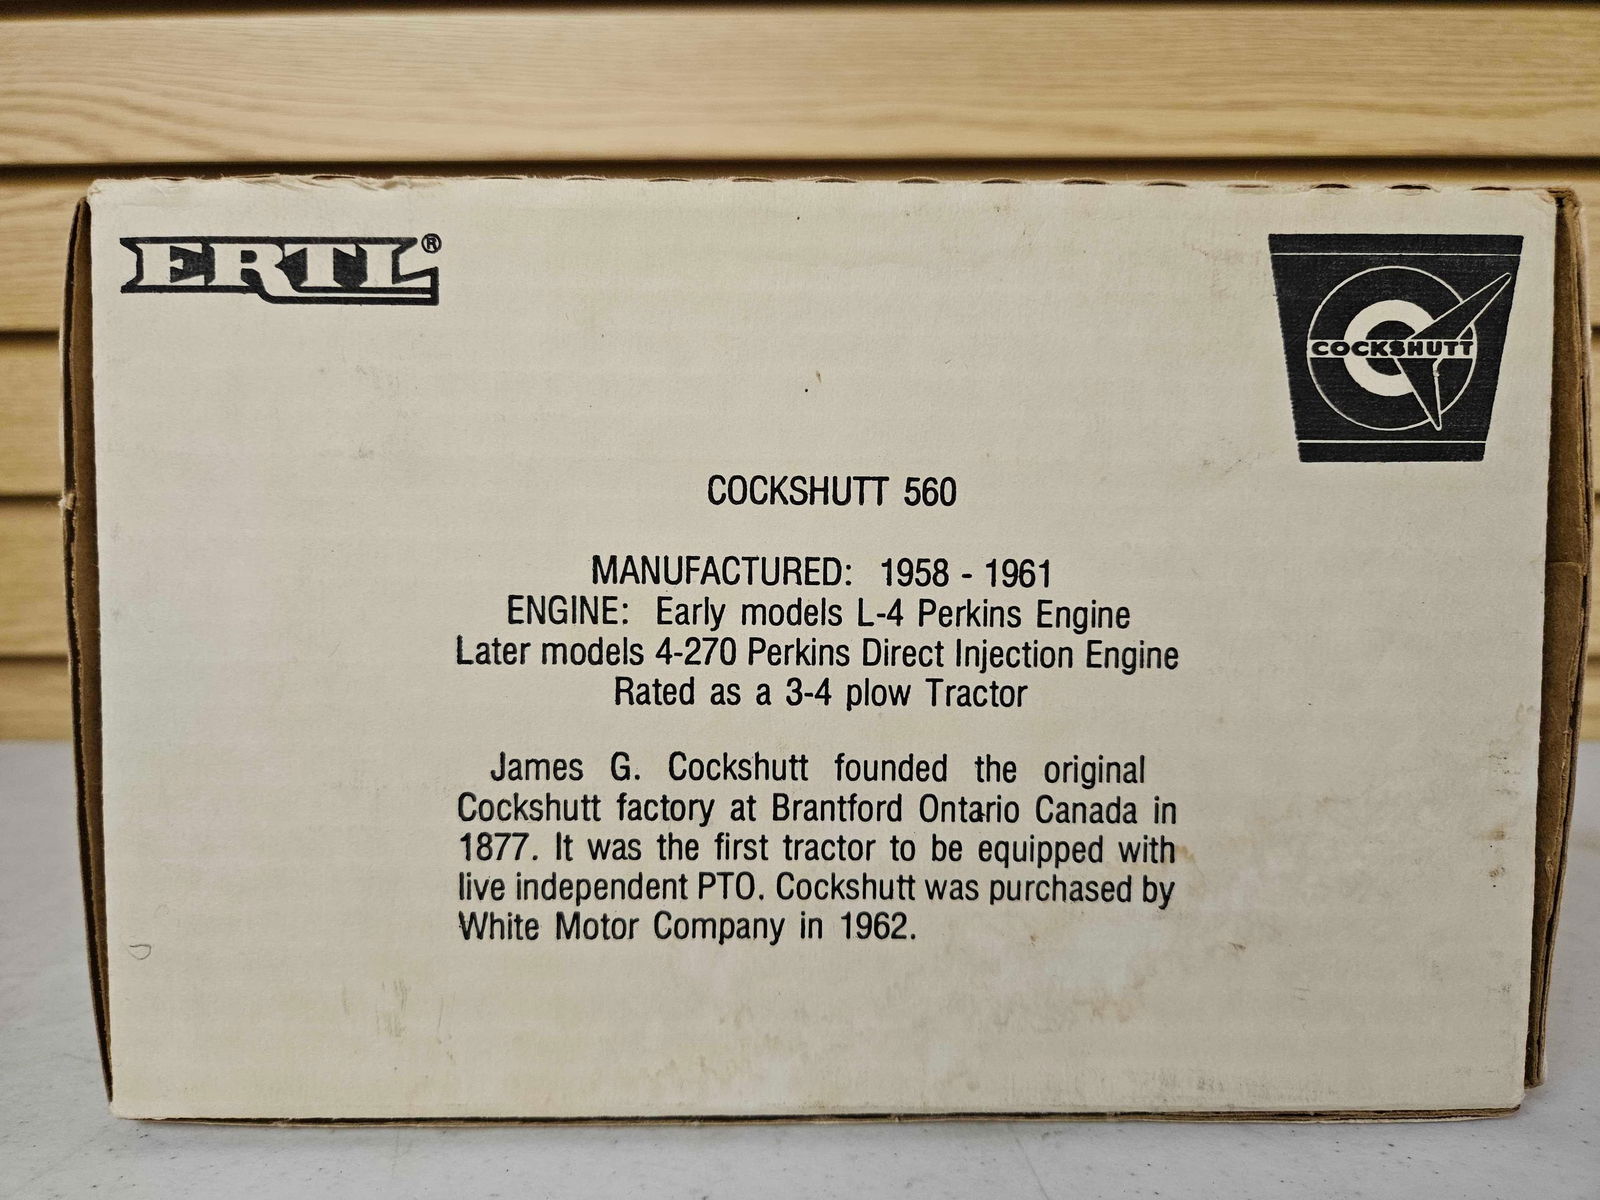 ERTL®
COCKSHUTT
COCKSHUTT 560
MANUFACTURED: 1958 - 1961
ENGINE: Early models L-4 Perkins Engine
Later models 4-270 Perkins Direct Injection Engine
Rated as a 3-4 plow Tractor
James G. Cockshutt founded the original
Cockshutt factory at Brantford Ontario Canada in
1877. It was the first tractor to be equipped with
live independent PTO. Cockshutt was purchased by
White Motor Company in 1962.